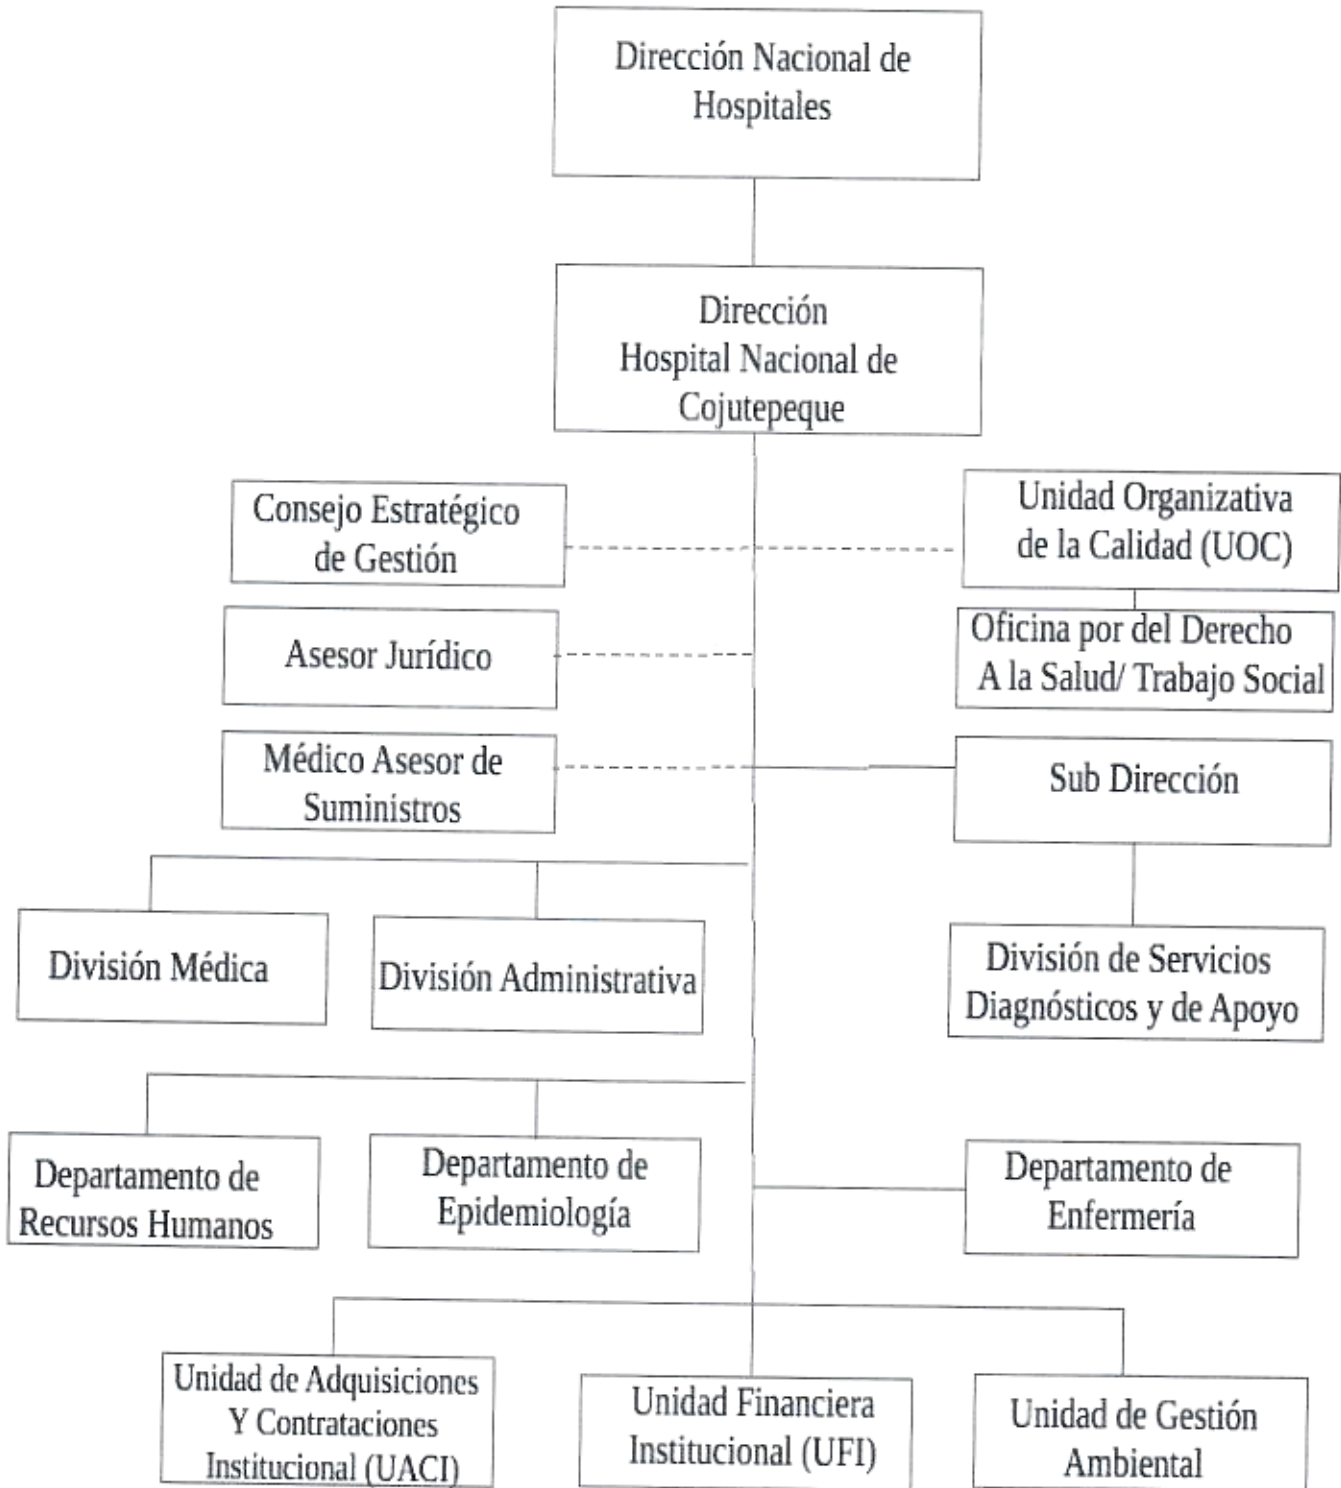 Dirección Nacional de
Hospitales
Dirección
Hospital Nacional de
Cojutepeque
Consejo Estratégico
de Gestión
Unidad Organizativa
de la Calidad (UOC)
Asesor Jurídico
Oficina por del Derecho
A la Salud/ Trabajo Social
Médico Asesor de
Suministros
Sub Dirección
División Médica
División Administrativa
División de Servicios
Diagnósticos y de Apoyo
Departamento de
Recursos Humanos
Departamento de
Epidemiología
Departamento de
Enfermería
Unidad de Adquisiciones
Y Contrataciones
Institucional (UACI)
Unidad Financiera
Institucional (UFI)
Unidad de Gestión
Ambiental